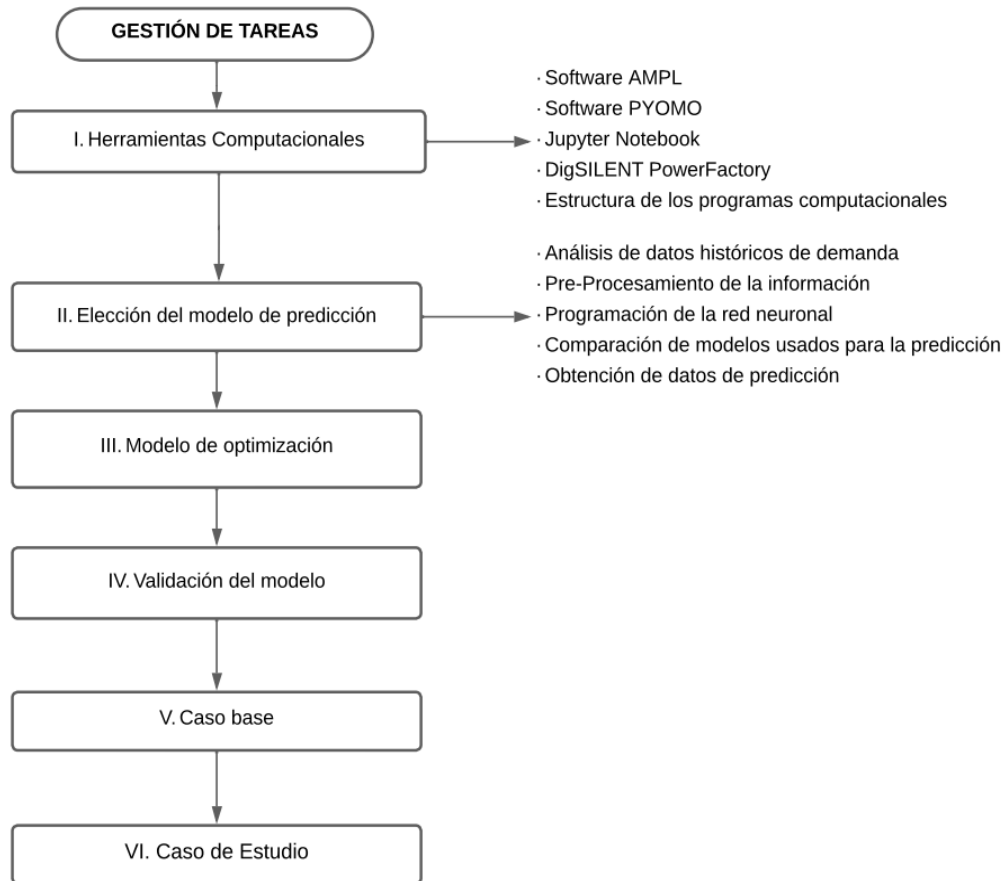 GESTIÓN DE TAREAS
I. Herramientas Computacionales
· Software AMPL
· Software PYOMO
· Jupyter Notebook
· DigSILENT PowerFactory
· Estructura de los programas computacionales
II. Elección del modelo de predicción
· Análisis de datos históricos de demanda
· Pre-Procesamiento de la información
· Programación de la red neuronal
· Comparación de modelos usados para la predicción
· Obtención de datos de predicción
III. Modelo de optimización
IV. Validación del modelo
V. Caso base
VI. Caso de Estudio